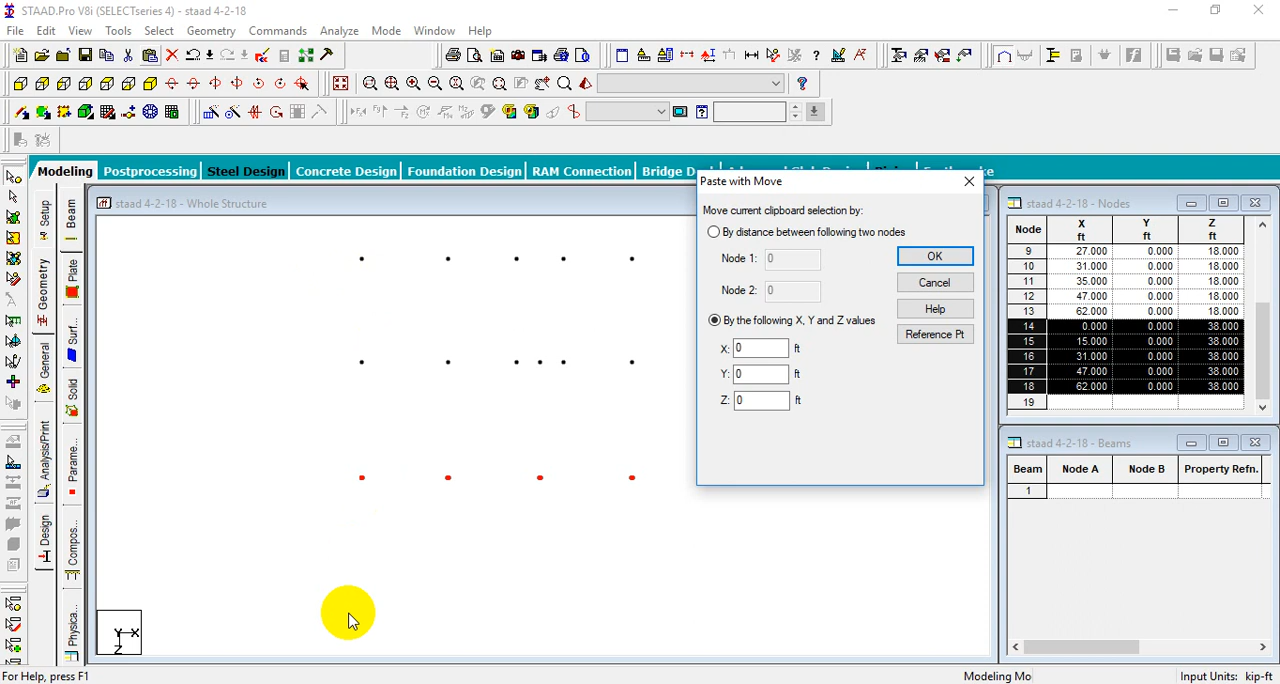 STAAD.Pro V8i (SELECTseries 4) - staad 4-2-18
File Edit View Tools Select Geometry Commands Analyze Mode Window Help
Modeling Postprocessing Steel Design Concrete Design Foundation Design RAM Connection
staad 4-2-18 - Whole Structure
Setup
Geometry
General
Analysis/Print
Design
Beam
Plate
Surf...
Solid
Parame...
Compos...
Physica...
Y X
Z
Paste with Move
Move current clipboard selection by:
By distance between following two nodes
Node 1: 0
Node 2: 0
By the following X, Y and Z values
X: 0 ft
Y: 0 ft
Z: 0 ft
OK
Cancel
Help
Reference Pt
staad 4-2-18 - Nodes
Node X ft Y ft Z ft
9 27.000 0.000 18.000
10 31.000 0.000 18.000
11 35.000 0.000 18.000
12 47.000 0.000 18.000
13 62.000 0.000 18.000
14 0.000 0.000 38.000
15 15.000 0.000 38.000
16 31.000 0.000 38.000
17 47.000 0.000 38.000
18 62.000 0.000 38.000
19
staad 4-2-18 - Beams
Beam Node A Node B Property Refn.
1
For Help, press F1
Modeling Mo
Input Units: kip-ft